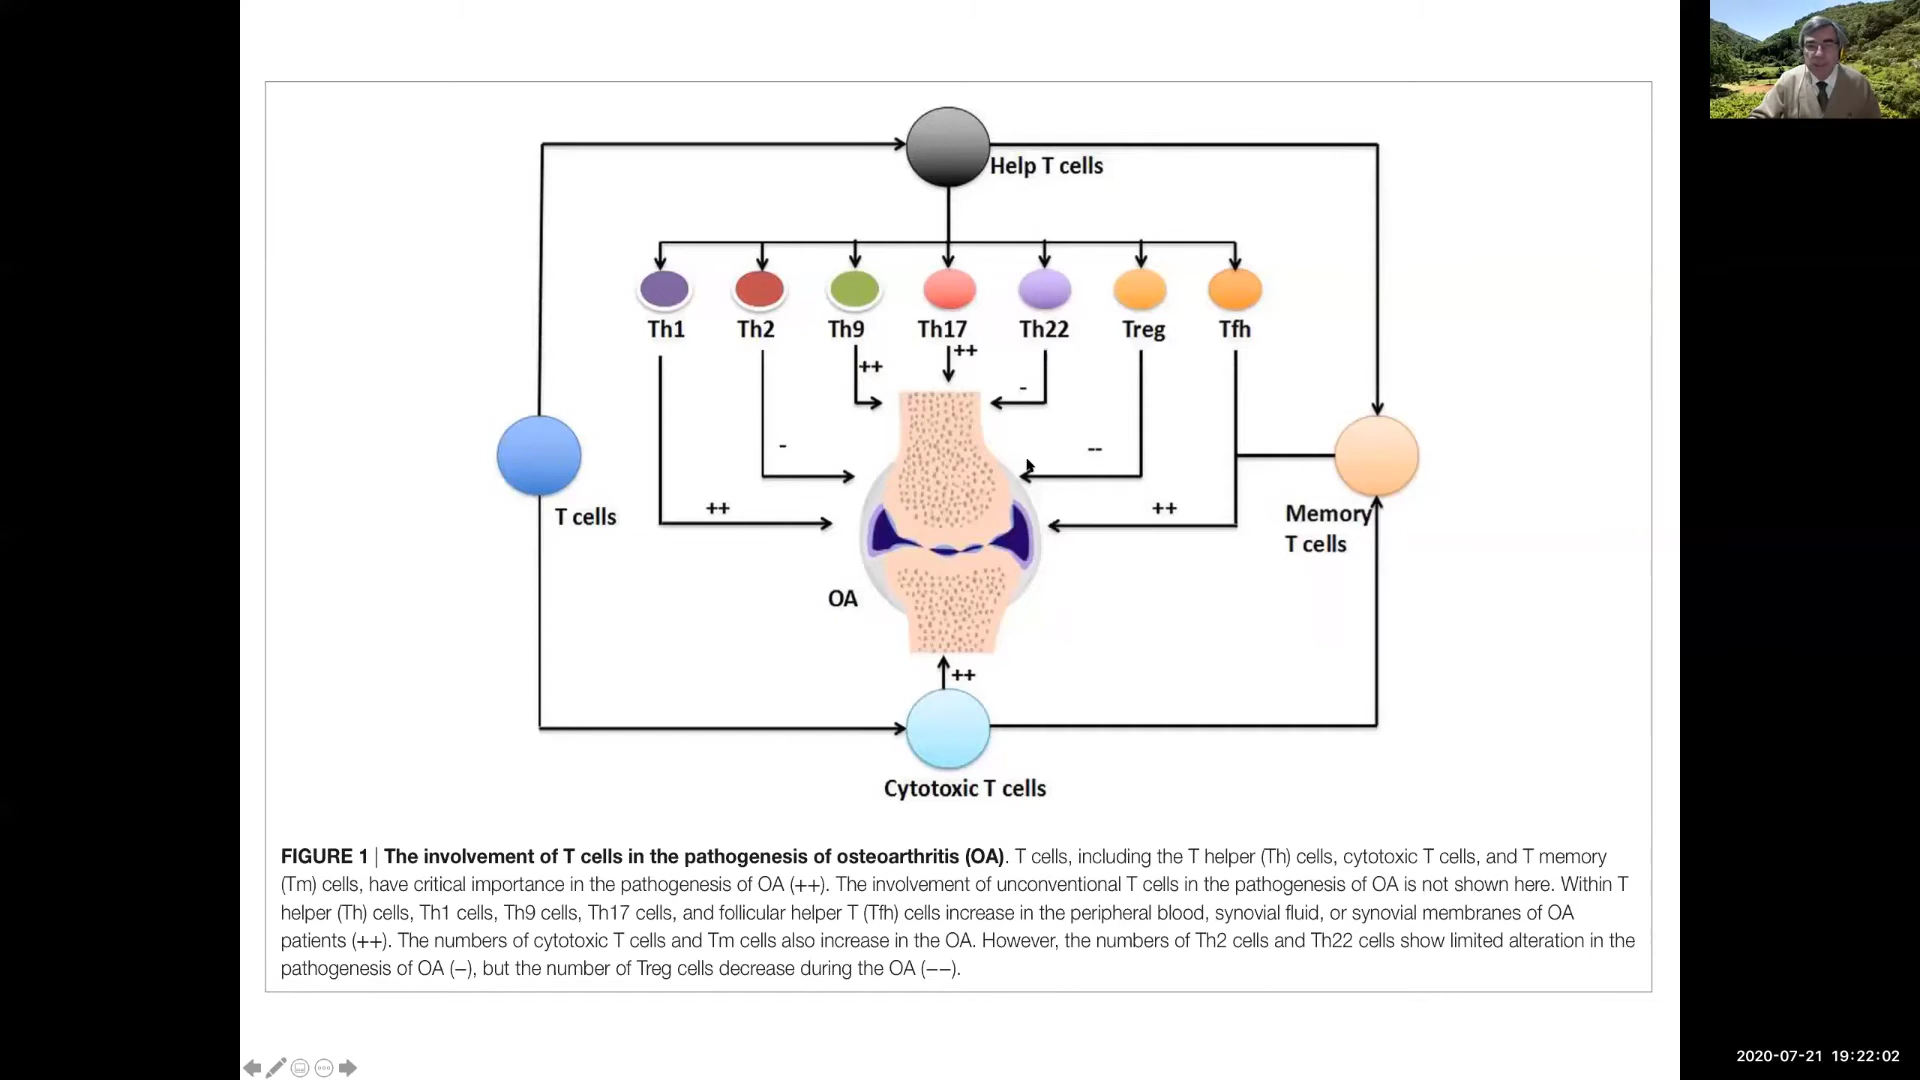 Help T cells
Th1 Th2 Th9 Th17 Th22 Treg Tfh
++
++
-
-
--
++
++
T cells
Memory
T cells
OA
++
Cytotoxic T cells
FIGURE 1 | The involvement of T cells in the pathogenesis of osteoarthritis (OA). T cells, including the T helper (Th) cells, cytotoxic T cells, and T memory
(Tm) cells, have critical importance in the pathogenesis of OA (++). The involvement of unconventional T cells in the pathogenesis of OA is not shown here. Within T
helper (Th) cells, Th1 cells, Th9 cells, Th17 cells, and follicular helper T (Tfh) cells increase in the peripheral blood, synovial fluid, or synovial membranes of OA
patients (++). The numbers of cytotoxic T cells and Tm cells also increase in the OA. However, the numbers of Th2 cells and Th22 cells show limited alteration in the
pathogenesis of OA (−), but the number of Treg cells decrease during the OA (−−).
2020-07-21 19:22:02